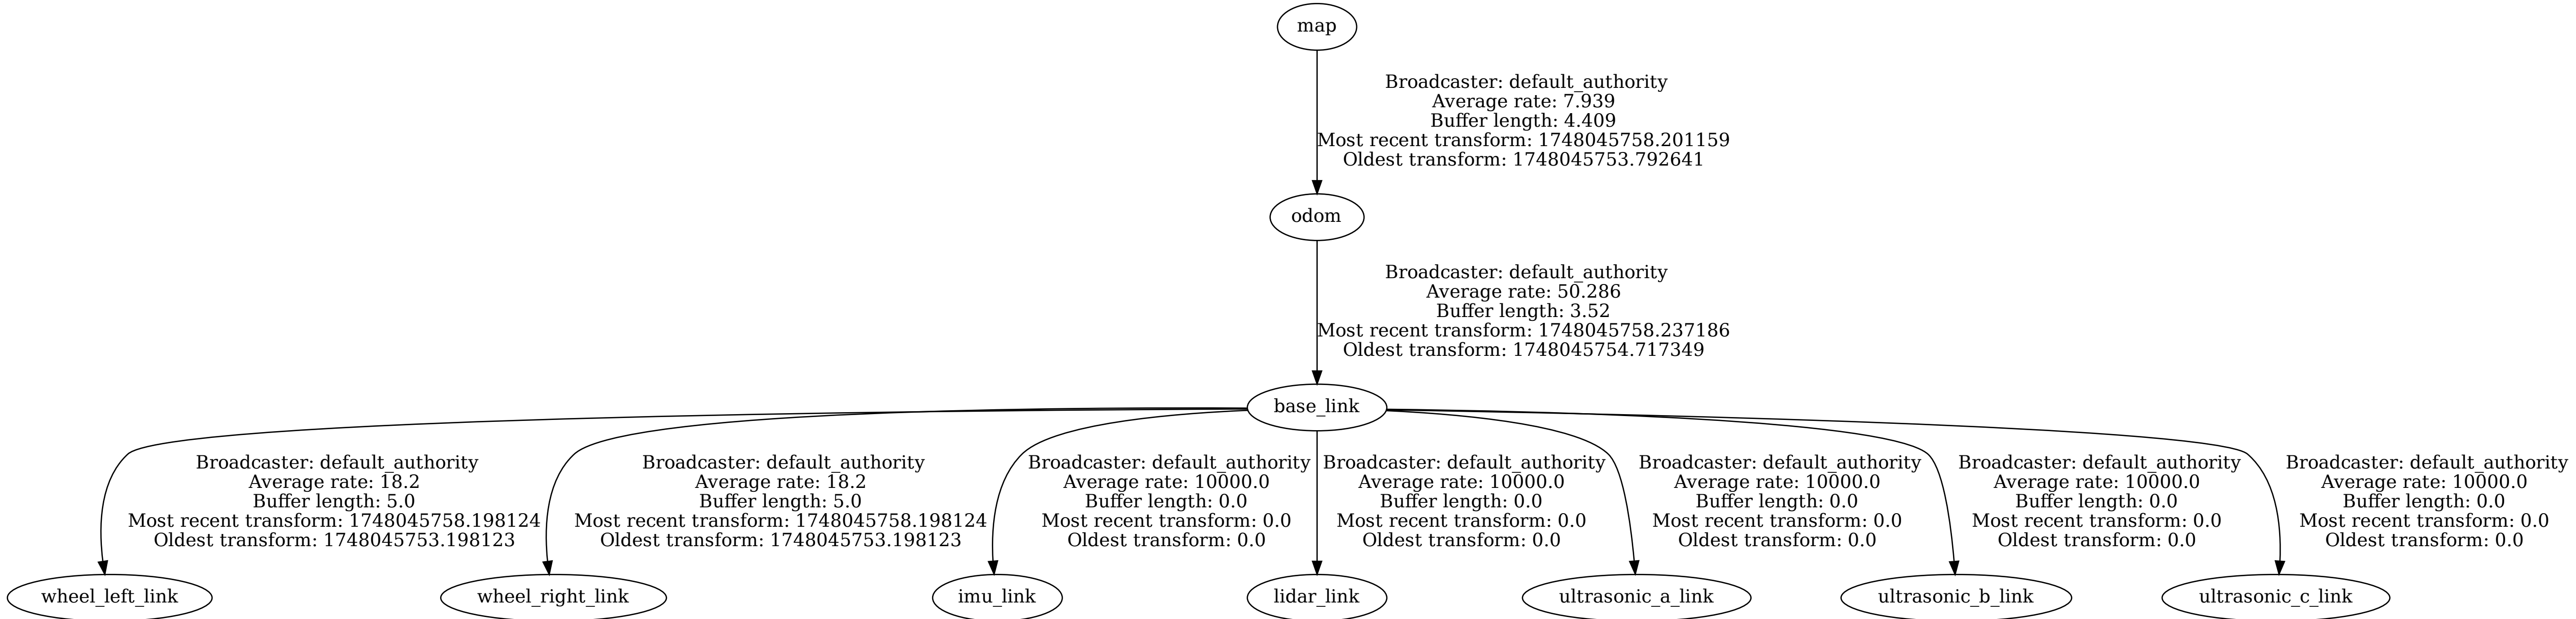 map
Broadcaster: default_authority
Average rate: 7.939
Buffer length: 4.409
Most recent transform: 1748045758.201159
Oldest transform: 1748045753.792641
odom
Broadcaster: default_authority
Average rate: 50.286
Buffer length: 3.52
Most recent transform: 1748045758.237186
Oldest transform: 1748045754.717349
base_link
Broadcaster: default_authority
Average rate: 18.2
Buffer length: 5.0
Most recent transform: 1748045758.198124
Oldest transform: 1748045753.198123
Broadcaster: default_authority
Average rate: 18.2
Buffer length: 5.0
Most recent transform: 1748045758.198124
Oldest transform: 1748045753.198123
Broadcaster: default_authority
Average rate: 10000.0
Buffer length: 0.0
Most recent transform: 0.0
Oldest transform: 0.0
Broadcaster: default_authority
Average rate: 10000.0
Buffer length: 0.0
Most recent transform: 0.0
Oldest transform: 0.0
Broadcaster: default_authority
Average rate: 10000.0
Buffer length: 0.0
Most recent transform: 0.0
Oldest transform: 0.0
Broadcaster: default_authority
Average rate: 10000.0
Buffer length: 0.0
Most recent transform: 0.0
Oldest transform: 0.0
Broadcaster: default_authority
Average rate: 10000.0
Buffer length: 0.0
Most recent transform: 0.0
Oldest transform: 0.0
wheel_left_link
wheel_right_link
imu_link
lidar_link
ultrasonic_a_link
ultrasonic_b_link
ultrasonic_c_link